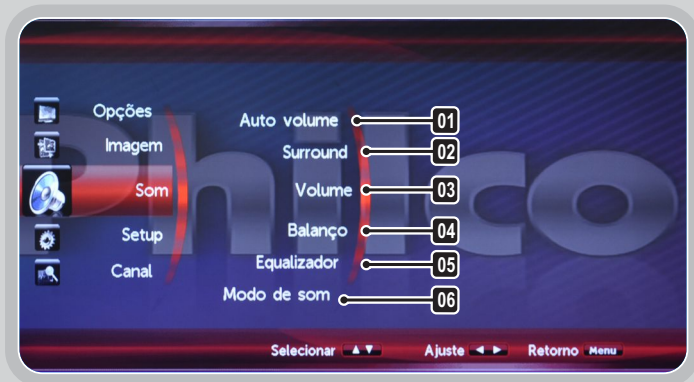 Philco
Opções
Imagem
Som
Setup
Canal
Auto volume 01
Surround 02
Volume 03
Balanço 04
Equalizador 05
Modo de som 06
Selecionar ▲▼ Ajuste ◄ ► Retorno Menu